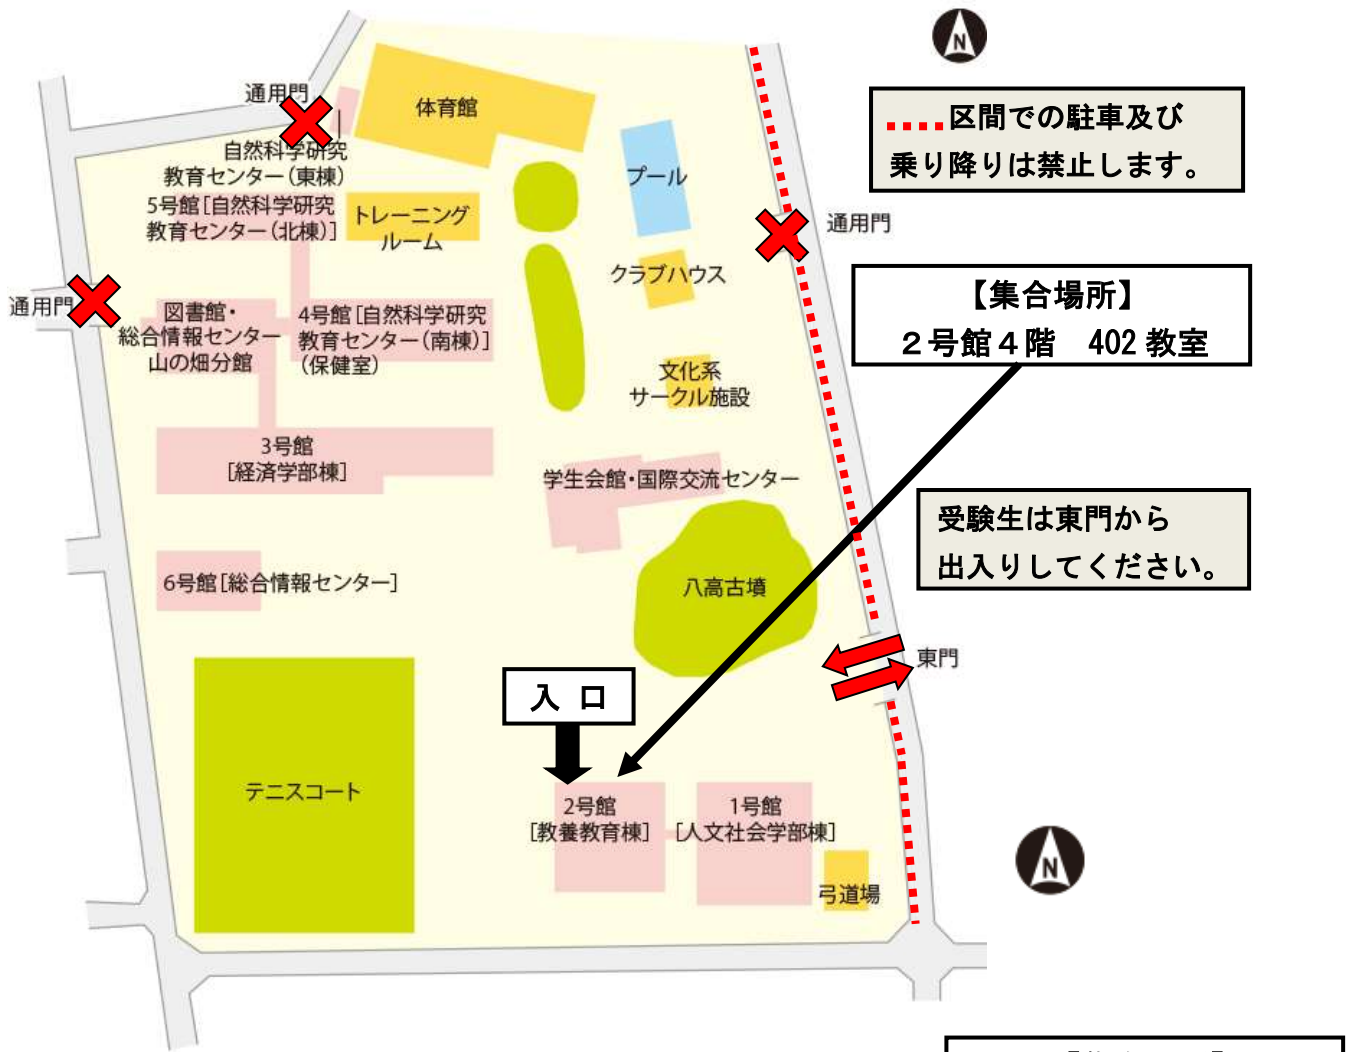 N
通用門
体育館
......区間での駐車及び
乗り降りは禁止します。
自然科学研究
教育センター(東棟)
プール
5号館[自然科学研究
教育センター(北棟)]
トレーニング
ルーム
通用門
クラブハウス
【集合場所】
２号館４階　402 教室
通用門
図書館・
総合情報センター
山の畑分館
4号館[自然科学研究
教育センター(南棟)]
(保健室)
文化系
サークル施設
3号館
[経済学部棟]
学生会館・国際交流センター
受験生は東門から
出入りしてください。
6号館[総合情報センター]
八高古墳
東門
入 口
テニスコート
2号館
[教養教育棟]
1号館
[人文社会学部棟]
N
弓道場